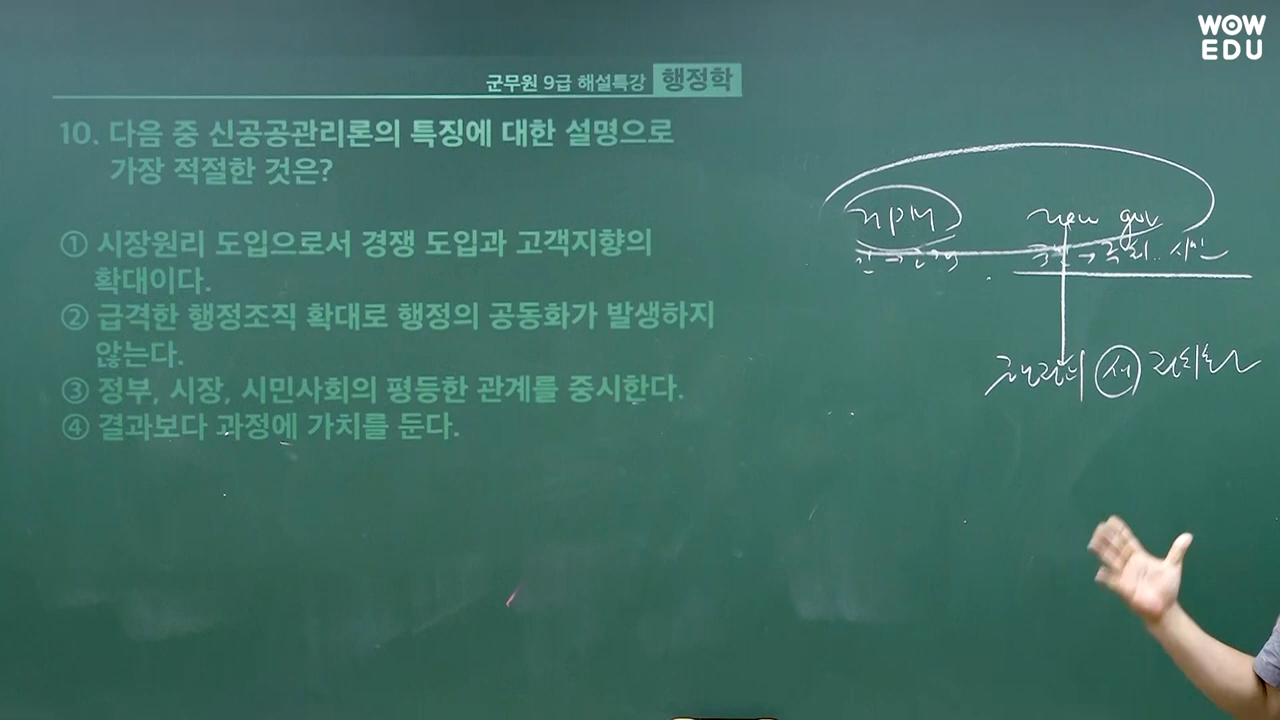 WOW
EDU
군무원 9급 해설특강 행정학
10. 다음 중 신공공관리론의 특징에 대한 설명으로
가장 적절한 것은?
① 시장원리 도입으로서 경쟁 도입과 고객지향의
확대이다.
② 급격한 행정조직 확대로 행정의 공동화가 발생하지
않는다.
③ 정부, 시장, 시민사회의 평등한 관계를 중시한다.
④ 결과보다 과정에 가치를 둔다.
NPM
new gov
서